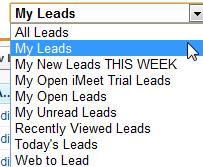 My Leads
All Leads
My Leads
My New Leads THIS WEEK
My Open iMeet Trial Leads
My Open Leads
My Unread Leads
Recently Viewed Leads
Today's Leads
Web to Lead